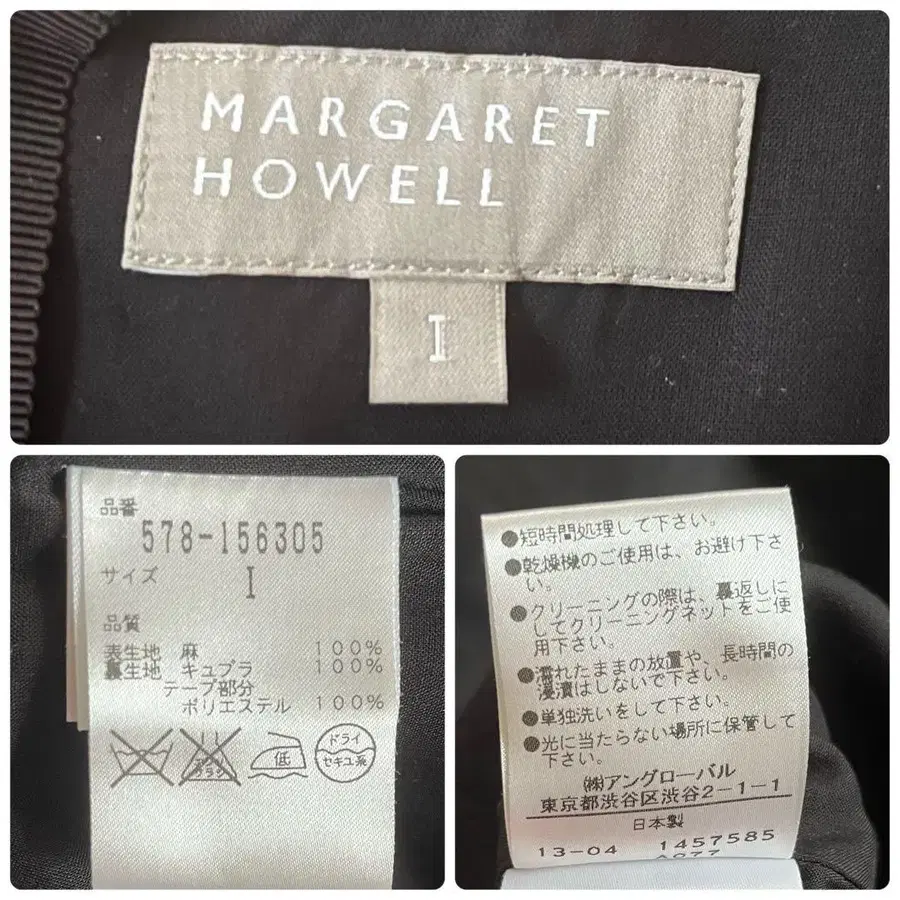 MARGARET
HOWELL
I
品番
578-156305
サイズ I
品質
表生地 麻 100%
裏生地 キュプラ 100%
テープ部分
ポリエステル 100%
低
ドライ
セキユ系
●短時間処理して下さい。
●乾燥機のご使用は、お避け下さ
い。
●クリーニングの際は、裏返しに
してクリーニングネットをご使
用下さい。
●濡れたままの放置や、長時間の
浸漬はしないで下さい。
●単独洗いをして下さい。
●光に当たらない場所に保管して
下さい。
㈱アングローバル
東京都渋谷区渋谷2-1-1
日本製
13-04 1457585